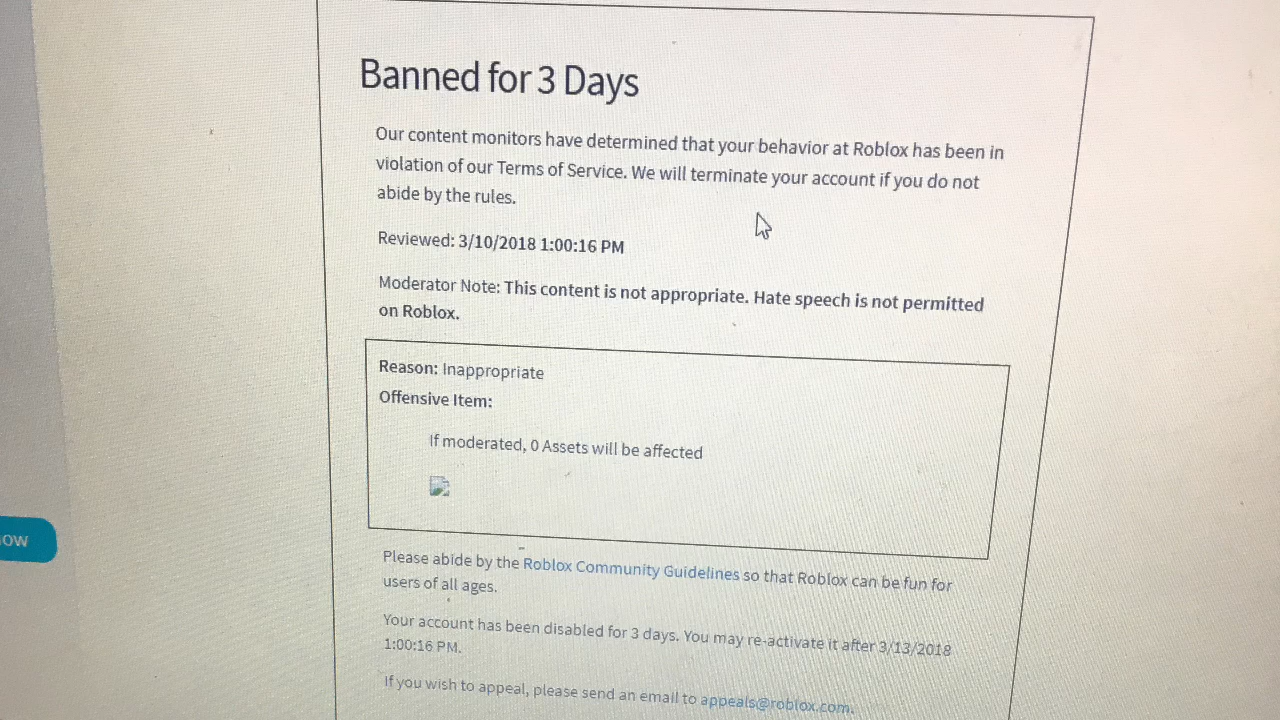 Banned for 3 Days
Our content monitors have determined that your behavior at Roblox has been in
violation of our Terms of Service. We will terminate your account if you do not
abide by the rules.
Reviewed: 3/10/2018 1:00:16 PM
Moderator Note: This content is not appropriate. Hate speech is not permitted
on Roblox.
Reason: Inappropriate
Offensive Item:
If moderated, 0 Assets will be affected
ow
Please abide by the Roblox Community Guidelines so that Roblox can be fun for
users of all ages.
Your account has been disabled for 3 days. You may re-activate it after 3/13/2018
1:00:16 PM.
If you wish to appeal, please send an email to appeals@roblox.com.